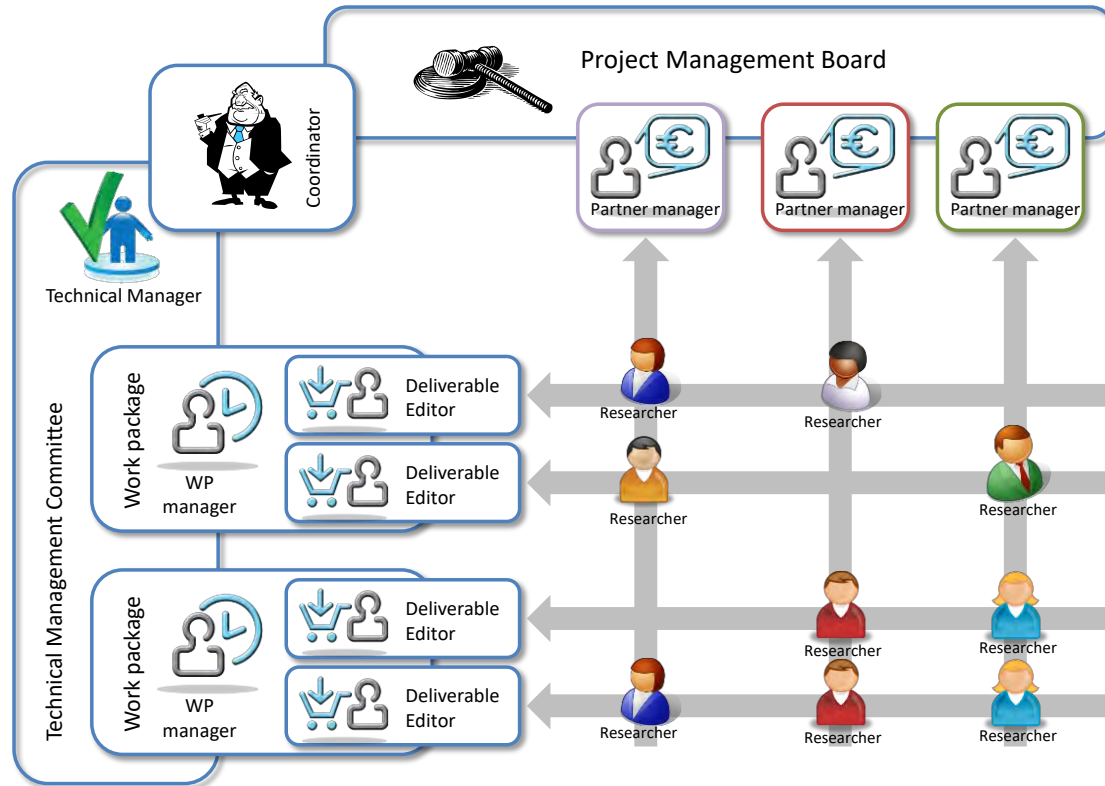 Project Management Board
Coordinator
Partner manager
Partner manager
Partner manager
Technical Manager
Technical Management Committee
Work package
WP
manager
Deliverable
Editor
Deliverable
Editor
Researcher
Researcher
Researcher
Researcher
Work package
WP
manager
Deliverable
Editor
Deliverable
Editor
Researcher
Researcher
Researcher
Researcher
Researcher